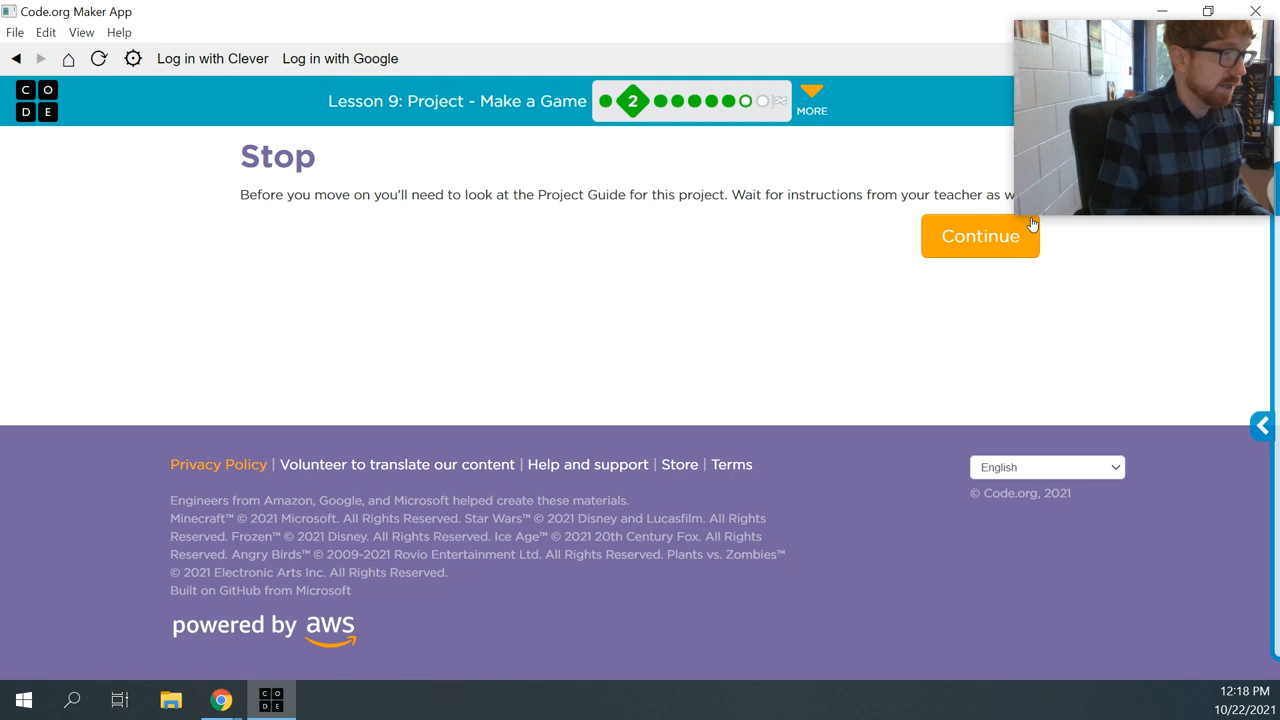 Code.org Maker App
File Edit View Help
Log in with Clever Log in with Google
C O
D E
Lesson 9: Project - Make a Game
2
MORE
Stop
Before you move on you'll need to look at the Project Guide for this project. Wait for instructions from your teacher as
Continue
Privacy Policy | Volunteer to translate our content | Help and support | Store | Terms
English
© Code.org, 2021
Engineers from Amazon, Google, and Microsoft helped create these materials.
Minecraft™ © 2021 Microsoft. All Rights Reserved. Star Wars™ © 2021 Disney and Lucasfilm. All Rights
Reserved. Frozen™ © 2021 Disney. All Rights Reserved. Ice Age™ © 2021 20th Century Fox. All Rights
Reserved. Angry Birds™ © 2009-2021 Rovio Entertainment Ltd. All Rights Reserved. Plants vs. Zombies™
© 2021 Electronic Arts Inc. All Rights Reserved.
Built on GitHub from Microsoft
powered by aws
C O
D E
12:18 PM
10/22/2021